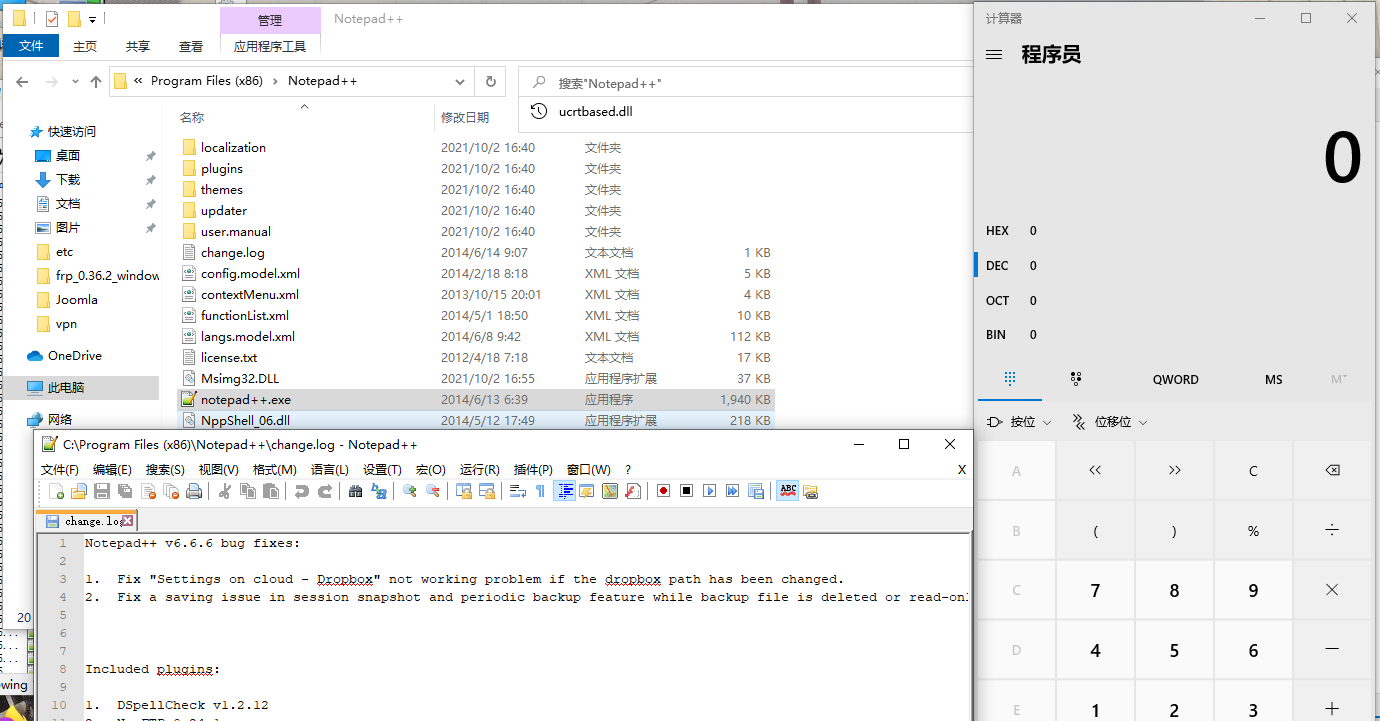 管理
Notepad++
文件 主页 共享 查看 应用程序工具
« Program Files (x86) › Notepad++
搜索"Notepad++"
ucrtbased.dll
名称 修改日期
快速访问
桌面
下载
文档
图片
etc
frp_0.36.2_window
Joomla
vpn
OneDrive
此电脑
网络
localization 2021/10/2 16:40 文件夹
plugins 2021/10/2 16:40 文件夹
themes 2021/10/2 16:40 文件夹
updater 2021/10/2 16:40 文件夹
user.manual 2021/10/2 16:40 文件夹
change.log 2014/6/14 9:07 文本文档 1 KB
config.model.xml 2014/2/18 8:18 XML 文档 5 KB
contextMenu.xml 2013/10/15 20:01 XML 文档 4 KB
functionList.xml 2014/5/1 18:50 XML 文档 10 KB
langs.model.xml 2014/6/8 9:42 XML 文档 112 KB
license.txt 2012/4/18 7:18 文本文档 17 KB
Msimg32.DLL 2021/10/2 16:55 应用程序扩展 37 KB
notepad++.exe 2014/6/13 6:39 应用程序 1,940 KB
NppShell_06.dll 2014/5/12 17:49 应用程序扩展 218 KB
20
C:\Program Files (x86)\Notepad++\change.log - Notepad++
文件(F) 编辑(E) 搜索(S) 视图(V) 格式(M) 语言(L) 设置(T) 宏(O) 运行(R) 插件(P) 窗口(W) ? X
ABC
change.log
1 Notepad++ v6.6.6 bug fixes:
2
3 1. Fix "Settings on cloud - Dropbox" not working problem if the dropbox path has been changed.
4 2. Fix a saving issue in session snapshot and periodic backup feature while backup file is deleted or read-onl
5
6
7
8 Included plugins:
9
10 1. DSpellCheck v1.2.12
计算器
程序员
0
HEX 0
DEC 0
OCT 0
BIN 0
QWORD MS M˅
按位 位移位
A << >> C ⌫
B ( ) % ÷
C 7 8 9 ×
D 4 5 6 −
E 1 2 3 +